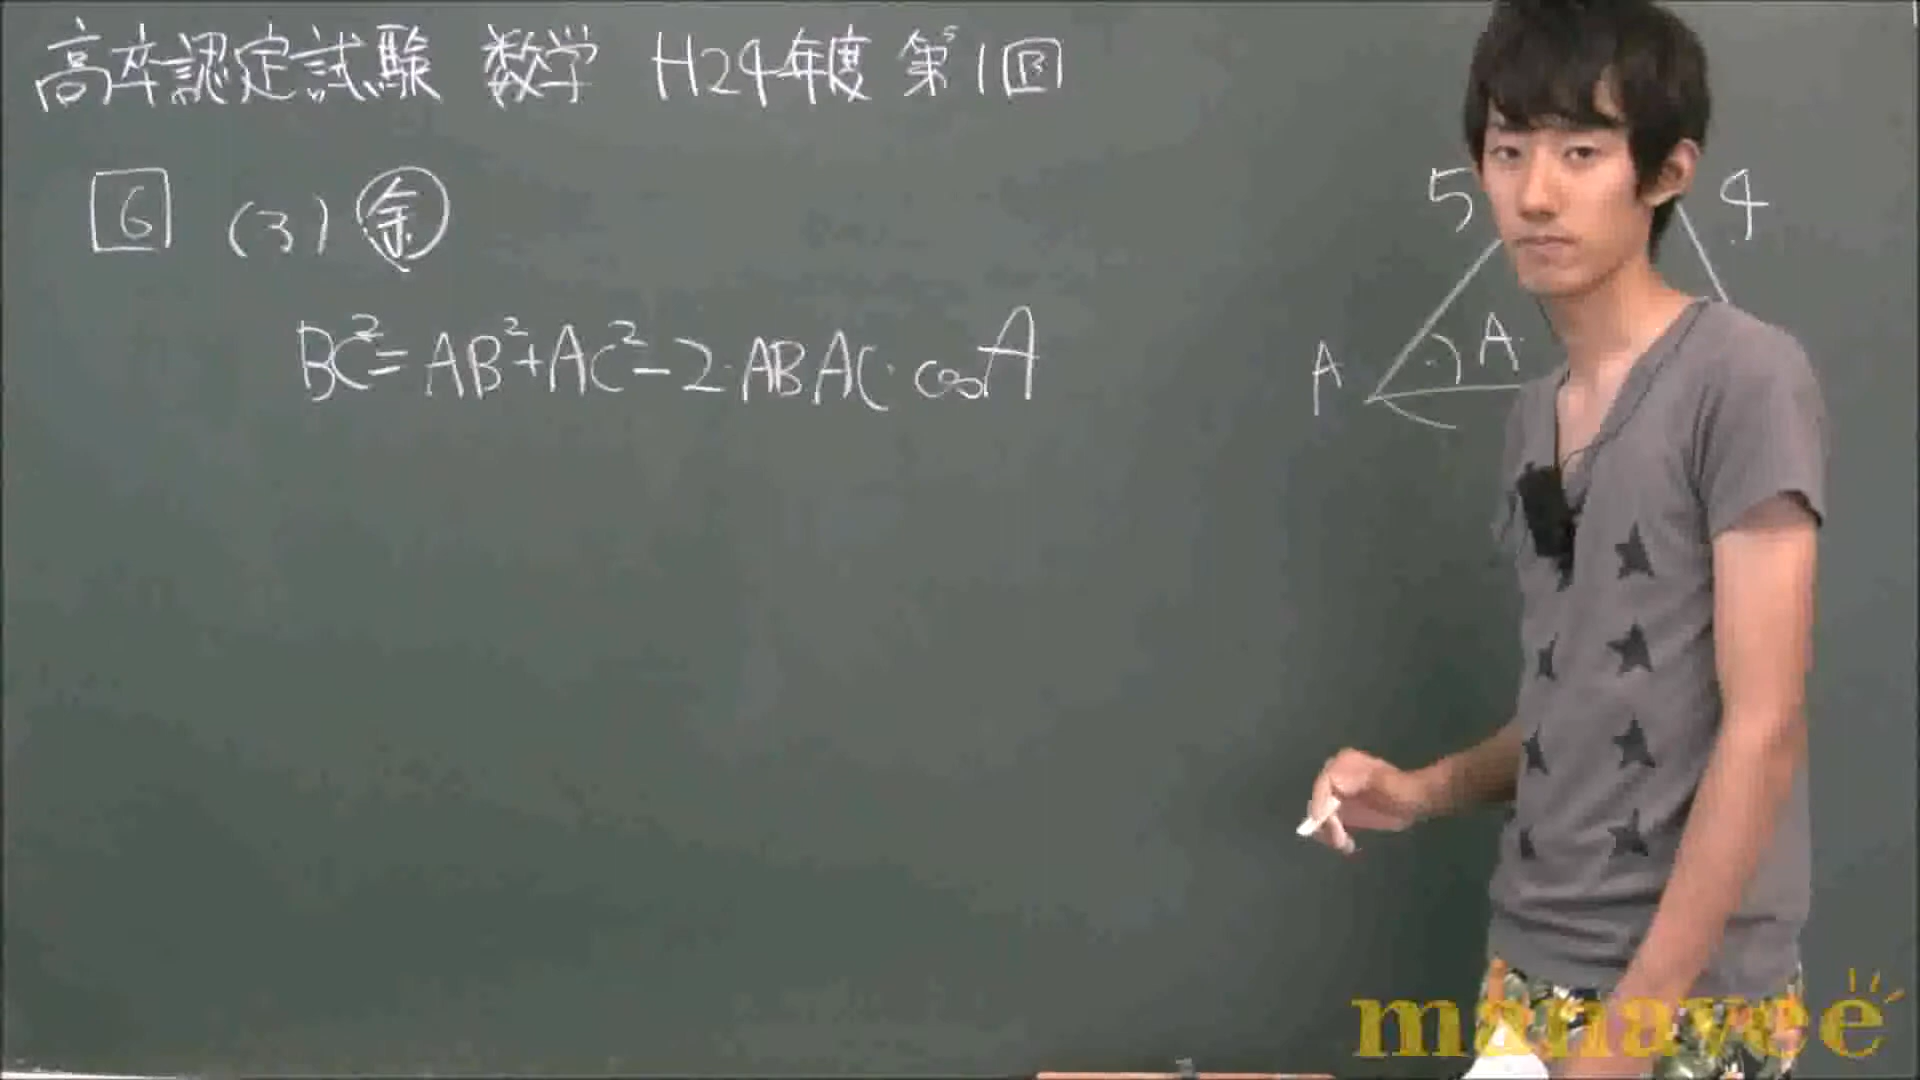 高卒認定試験 数学 H24年度 第1回
6 (3) 余
5 4
BC²=AB²+AC²-2·AB·AC·cosA
A A
manavee